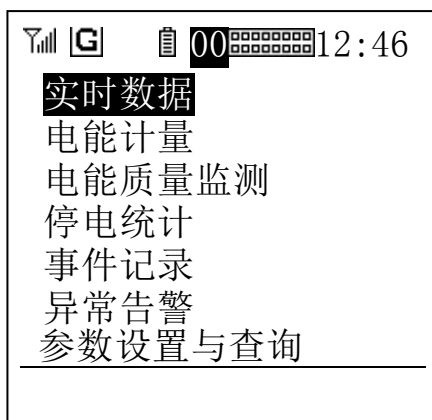 G 00 12:46
实时数据
电能计量
电能质量监测
停电统计
事件记录
异常告警
参数设置与查询